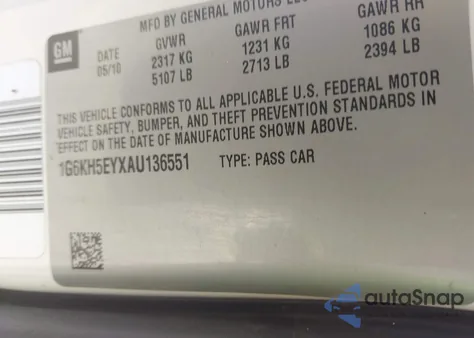 MFD BY GENERAL MOTORS LLC
GM
DATE GVWR GAWR FRT GAWR RR
05/10 2317 KG 1231 KG 1086 KG
5107 LB 2713 LB 2394 LB
THIS VEHICLE CONFORMS TO ALL APPLICABLE U.S. FEDERAL MOTOR
VEHICLE SAFETY, BUMPER, AND THEFT PREVENTION STANDARDS IN
EFFECT ON THE DATE OF MANUFACTURE SHOWN ABOVE.
1G6KH5EYXAU136551 TYPE: PASS CAR
autaSnap